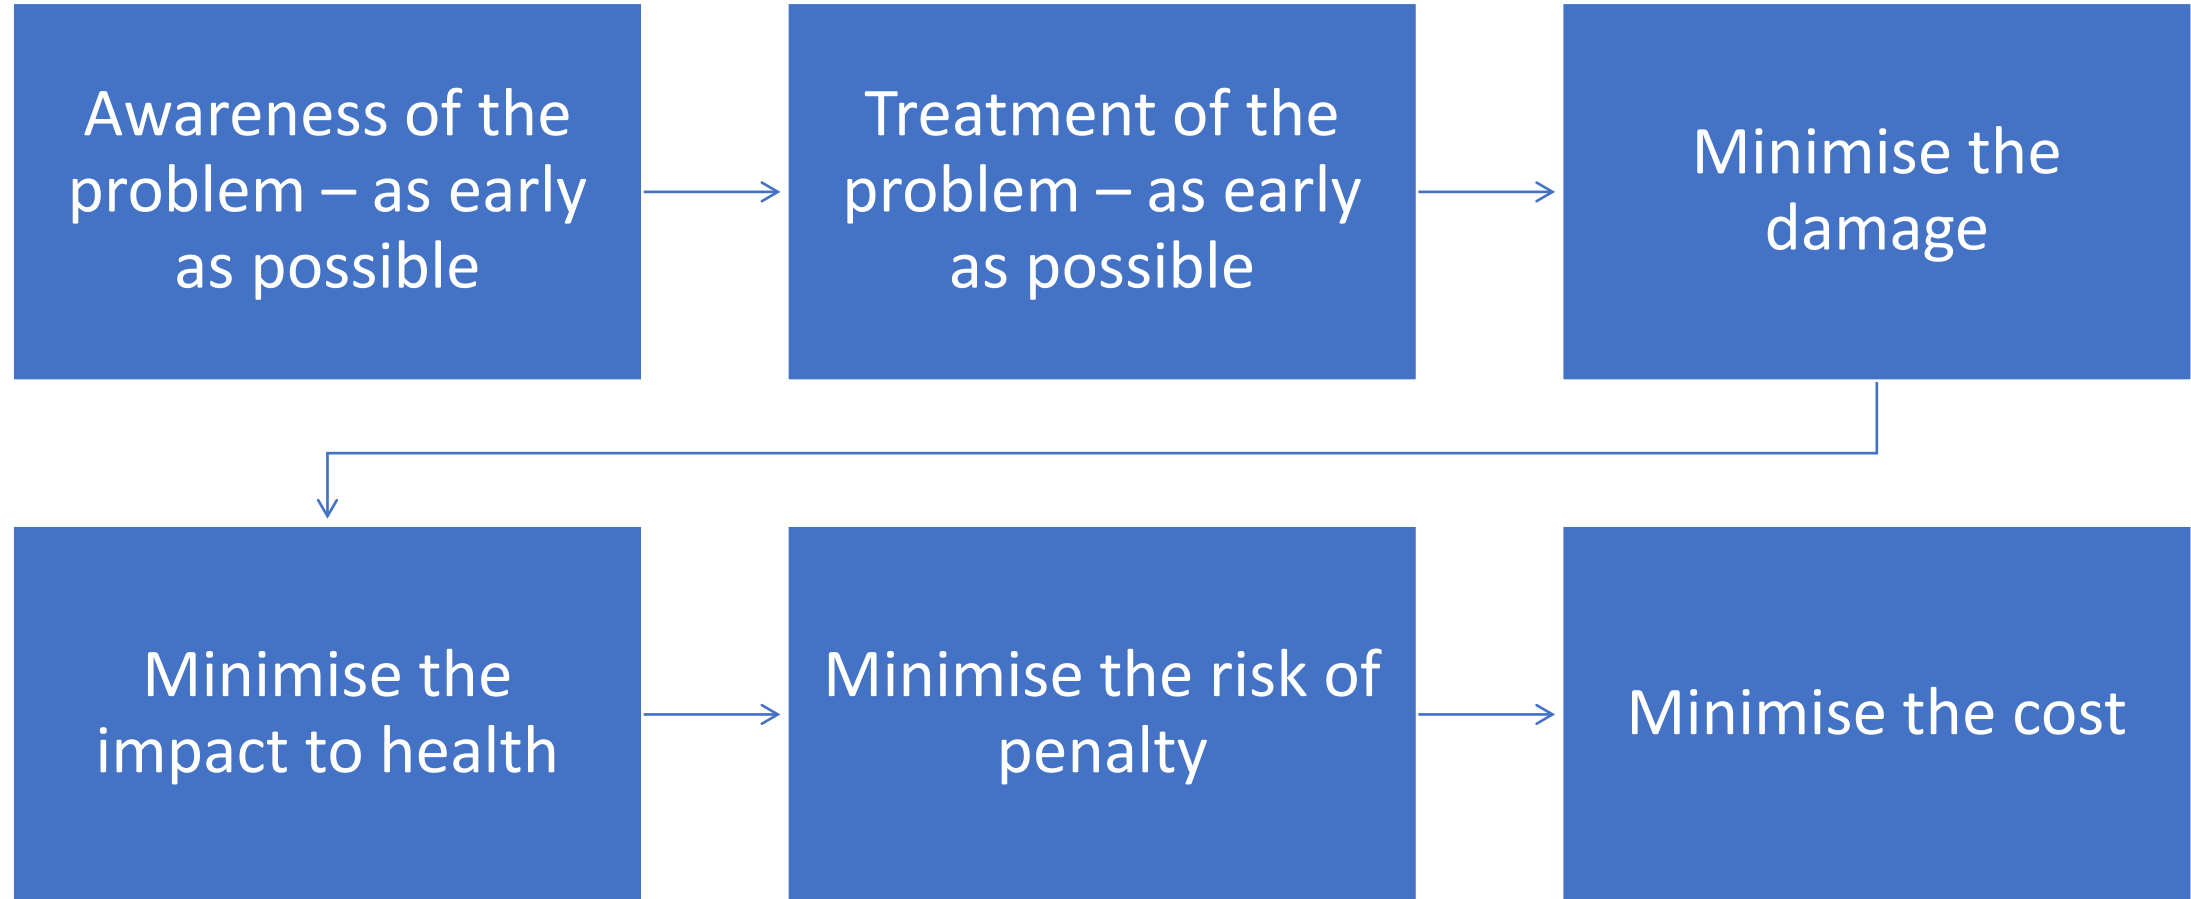 Awareness of the
problem – as early
as possible
Treatment of the
problem – as early
as possible
Minimise the
damage
Minimise the
impact to health
Minimise the risk of
penalty
Minimise the cost